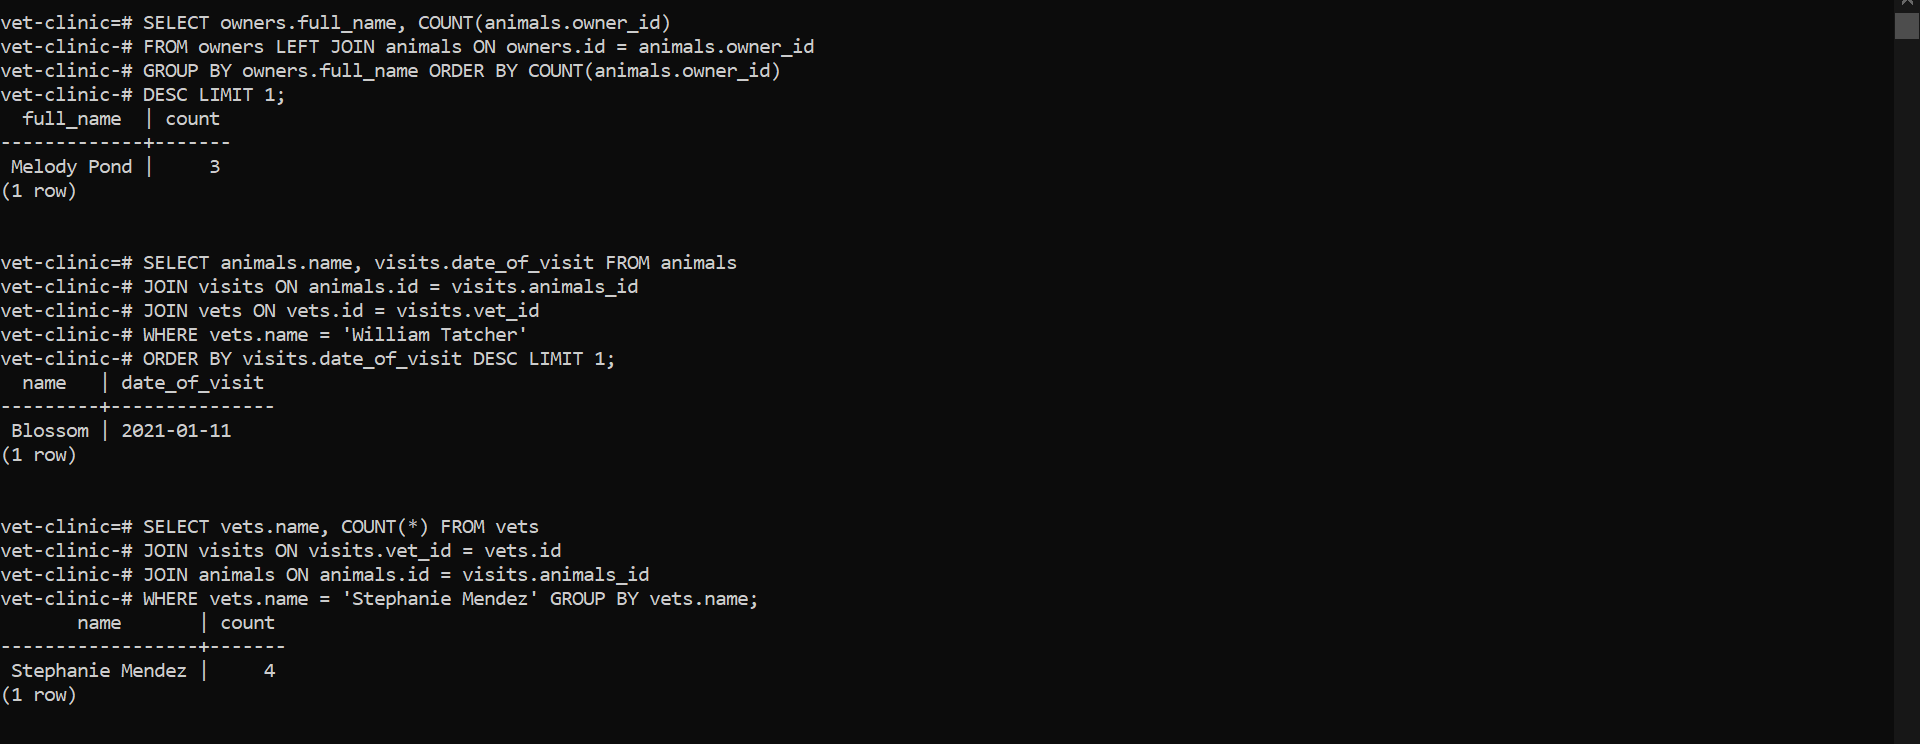 vet-clinic=# SELECT owners.full_name, COUNT(animals.owner_id)
vet-clinic-# FROM owners LEFT JOIN animals ON owners.id = animals.owner_id
vet-clinic-# GROUP BY owners.full_name ORDER BY COUNT(animals.owner_id)
vet-clinic-# DESC LIMIT 1;
  full_name  | count
-------------+-------
 Melody Pond |     3
(1 row)

vet-clinic=# SELECT animals.name, visits.date_of_visit FROM animals
vet-clinic-# JOIN visits ON animals.id = visits.animals_id
vet-clinic-# JOIN vets ON vets.id = visits.vet_id
vet-clinic-# WHERE vets.name = 'William Tatcher'
vet-clinic-# ORDER BY visits.date_of_visit DESC LIMIT 1;
  name   | date_of_visit
---------+---------------
 Blossom | 2021-01-11
(1 row)

vet-clinic=# SELECT vets.name, COUNT(*) FROM vets
vet-clinic-# JOIN visits ON visits.vet_id = vets.id
vet-clinic-# JOIN animals ON animals.id = visits.animals_id
vet-clinic-# WHERE vets.name = 'Stephanie Mendez' GROUP BY vets.name;
       name       | count
------------------+-------
 Stephanie Mendez |     4
(1 row)